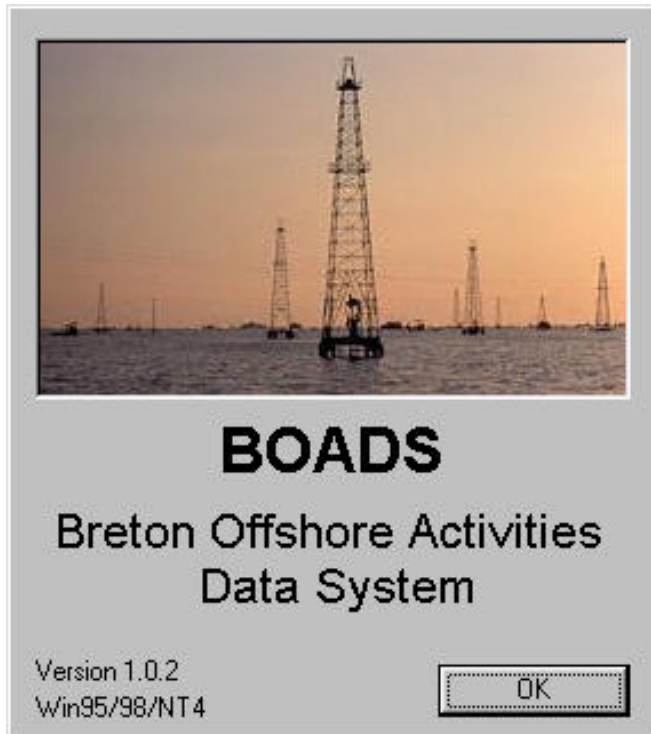 BOADS
Breton Offshore Activities
Data System
Version 1.0.2
Win95/98/NT4
OK